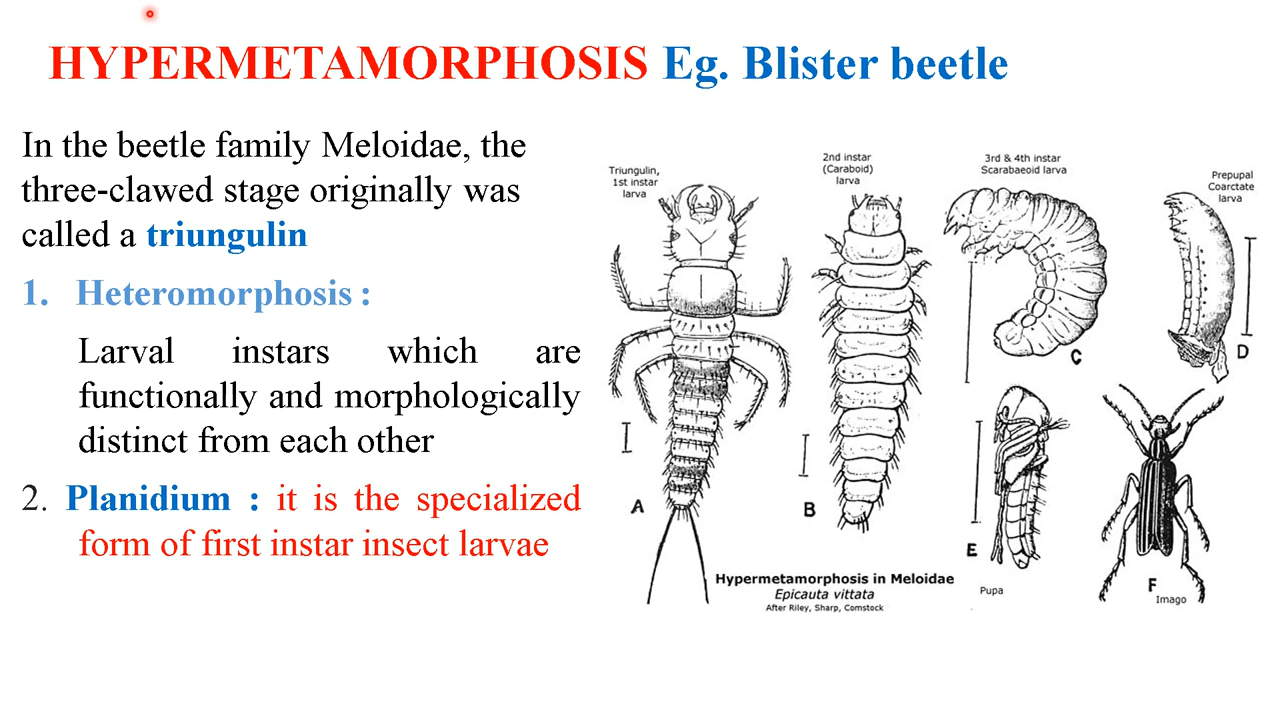 HYPERMETAMORPHOSIS Eg. Blister beetle
In the beetle family Meloidae, the
three-clawed stage originally was
called a triungulin
1. Heteromorphosis :
Larval instars which are
functionally and morphologically
distinct from each other
2. Planidium : it is the specialized
form of first instar insect larvae
Triungulin,
1st instar
larva
2nd instar
(Caraboid)
larva
3rd & 4th instar
Scarabaeoid larva
Prepupal
Coarctate
larva
A
B
C
D
E
Pupa
F
Imago
Hypermetamorphosis in Meloidae
Epicauta vittata
After Riley, Sharp, Comstock